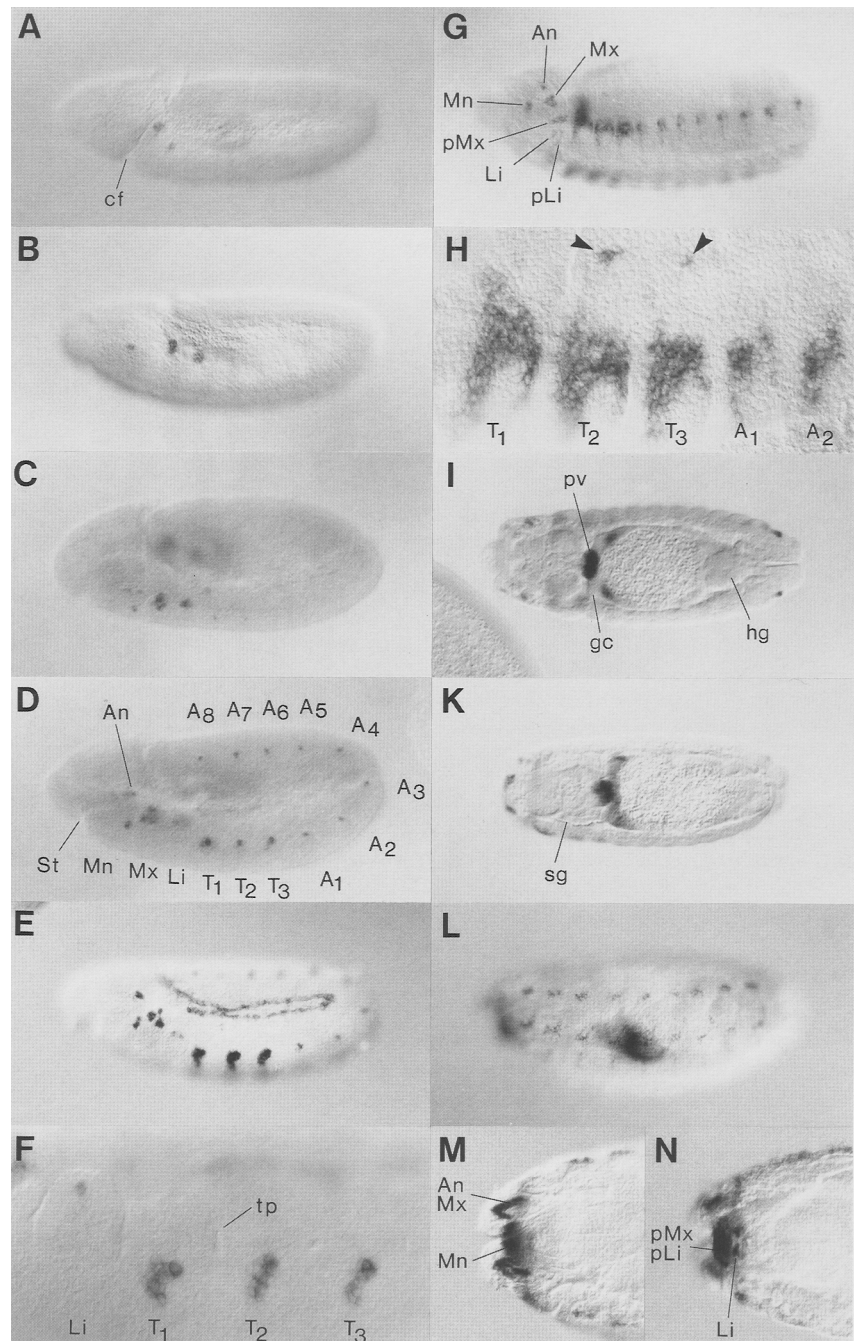 A
cf
B
C
D
An
A8 A7 A6 A5 A4
A3
A2
St Mn Mx Li T1 T2 T3 A1
E
F
tp
Li T1 T2 T3
G
An
Mx
Mn
pMx
Li
pLi
H
T1 T2 T3 A1 A2
I
pv
gc
hg
K
sg
L
M
An
Mx
Mn
N
pMx
pLi
Li